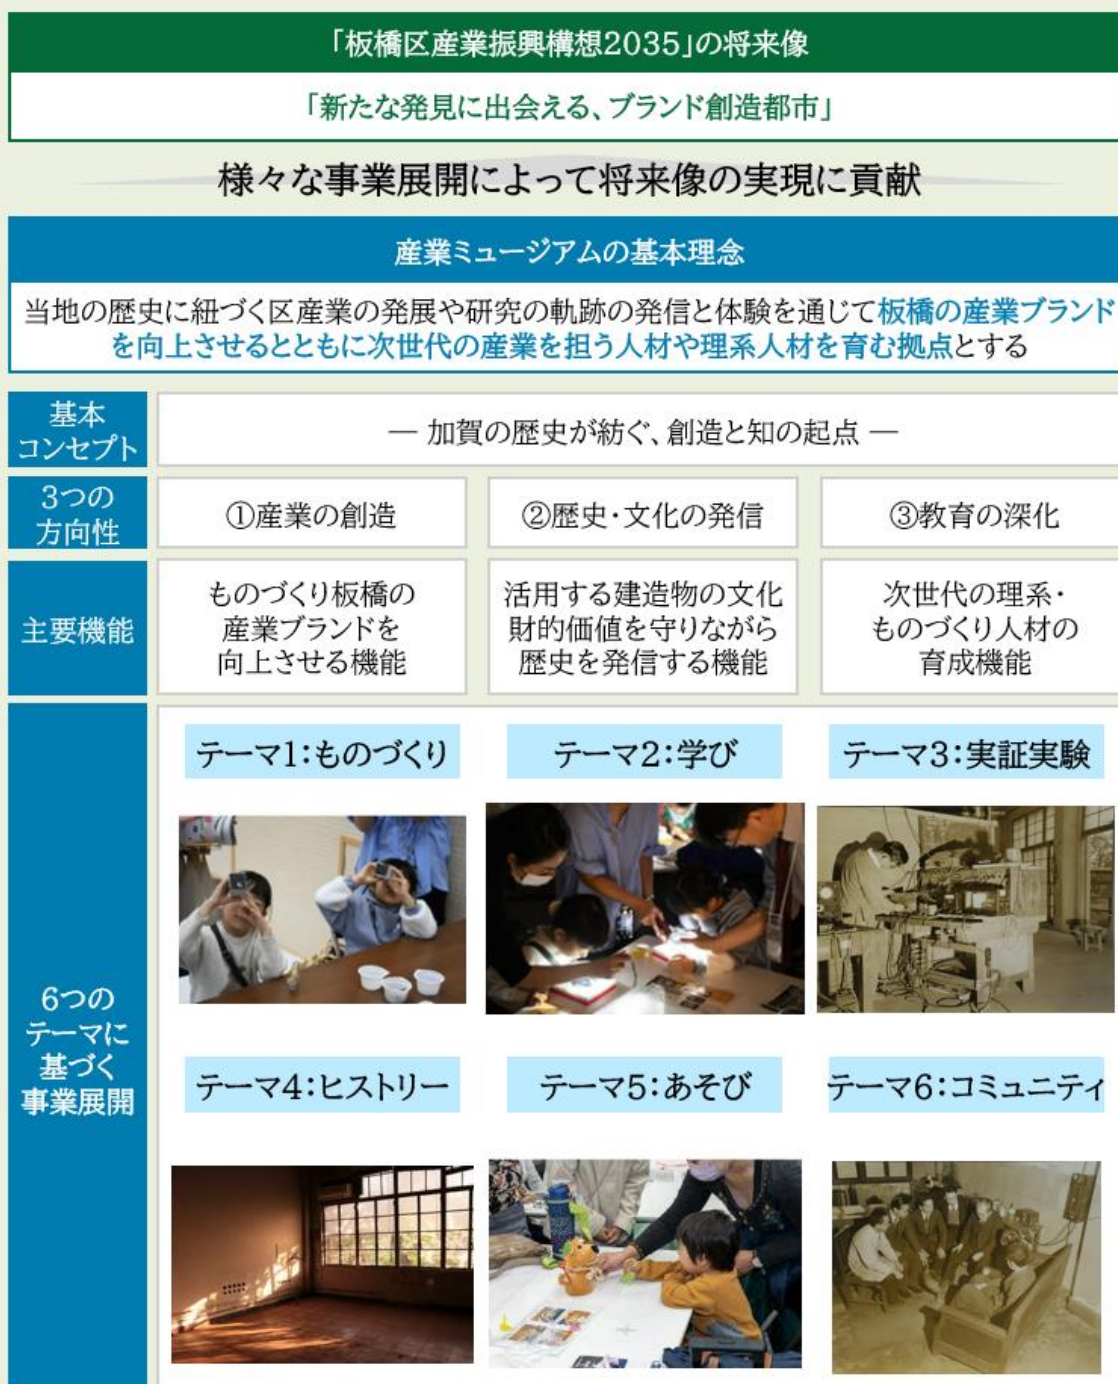 「板橋区産業振興構想2035」の将来像
「新たな発見に出会える、ブランド創造都市」
様々な事業展開によって将来像の実現に貢献
産業ミュージアムの基本理念
当地の歴史に紐づく区産業の発展や研究の軌跡の発信と体験を通じて板橋の産業ブランド
を向上させるとともに次世代の産業を担う人材や理系人材を育む拠点とする
基本
コンセプト
― 加賀の歴史が紡ぐ、創造と知の起点 ―
3つの
方向性
①産業の創造
②歴史・文化の発信
③教育の深化
主要機能
ものづくり板橋の
産業ブランドを
向上させる機能
活用する建造物の文化
財的価値を守りながら
歴史を発信する機能
次世代の理系・
ものづくり人材の
育成機能
6つの
テーマに
基づく
事業展開
テーマ1:ものづくり
テーマ2:学び
テーマ3:実証実験
テーマ4:ヒストリー
テーマ5:あそび
テーマ6:コミュニティ